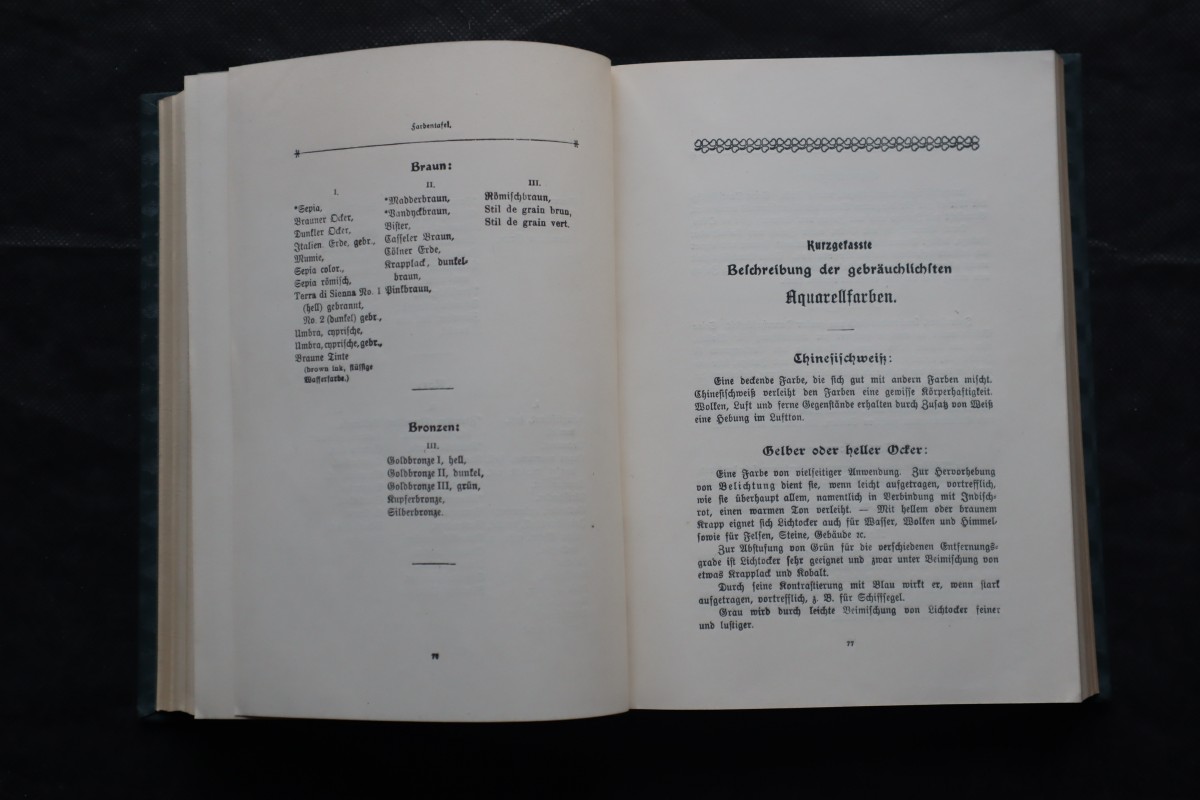 Farbentafel.
Braun:
I.
*Sepia,
Brauner Ocker,
Dunkler Ocker,
Italien. Erde, gebr.,
Mumie,
Sepia color.,
Sepia römisch,
Terra di Sienna No. 1
(hell) gebrannt,
No. 2 (dunkel) gebr.,
Umbra, cyprische,
Umbra, cyprische, gebr.,
Braune Tinte
(brown ink, flüssige
Wasserfarbe.)
II.
*Madderbraun,
*Vandyckbraun,
Bister,
Casseler Braun,
Cölner Erde,
Krapplack, dunkel-
braun,
Pinkbraun,
III.
Römischbraun,
Stil de grain brun,
Stil de grain vert.
Bronzen:
III.
Goldbronze I, hell,
Goldbronze II, dunkel,
Goldbronze III, grün,
Kupferbronze,
Silberbronze.
76
Kurzgefasste
Beschreibung der gebräuchlichsten
Aquarellfarben.
Chinesischweiß:
Eine deckende Farbe, die sich gut mit andern Farben mischt.
Chinesischweiß verleiht den Farben eine gewisse Körperhaftigkeit.
Wolken, Luft und ferne Gegenstände erhalten durch Zusatz von Weiß
eine Hebung im Luftton.
Gelber oder heller Ocker:
Eine Farbe von vielseitiger Anwendung. Zur Hervorhebung
von Belichtung dient sie, wenn leicht aufgetragen, vortrefflich,
wie sie überhaupt allem, namentlich in Verbindung mit Indisch-
rot, einen warmen Ton verleiht. — Mit hellem oder braunem
Krapp eignet sich Lichtocker auch für Wasser, Wolken und Himmel
sowie für Felsen, Steine, Gebäude ꝛc.
Zur Abstufung von Grün für die verschiedenen Entfernungs-
grade ist Lichtocker sehr geeignet und zwar unter Beimischung von
etwas Krapplack und Kobalt.
Durch seine Kontrastierung mit Blau wirkt er, wenn stark
aufgetragen, vortrefflich, z. B. für Schiffsegel.
Grau wird durch leichte Beimischung von Lichtocker feiner
und lustiger.
77